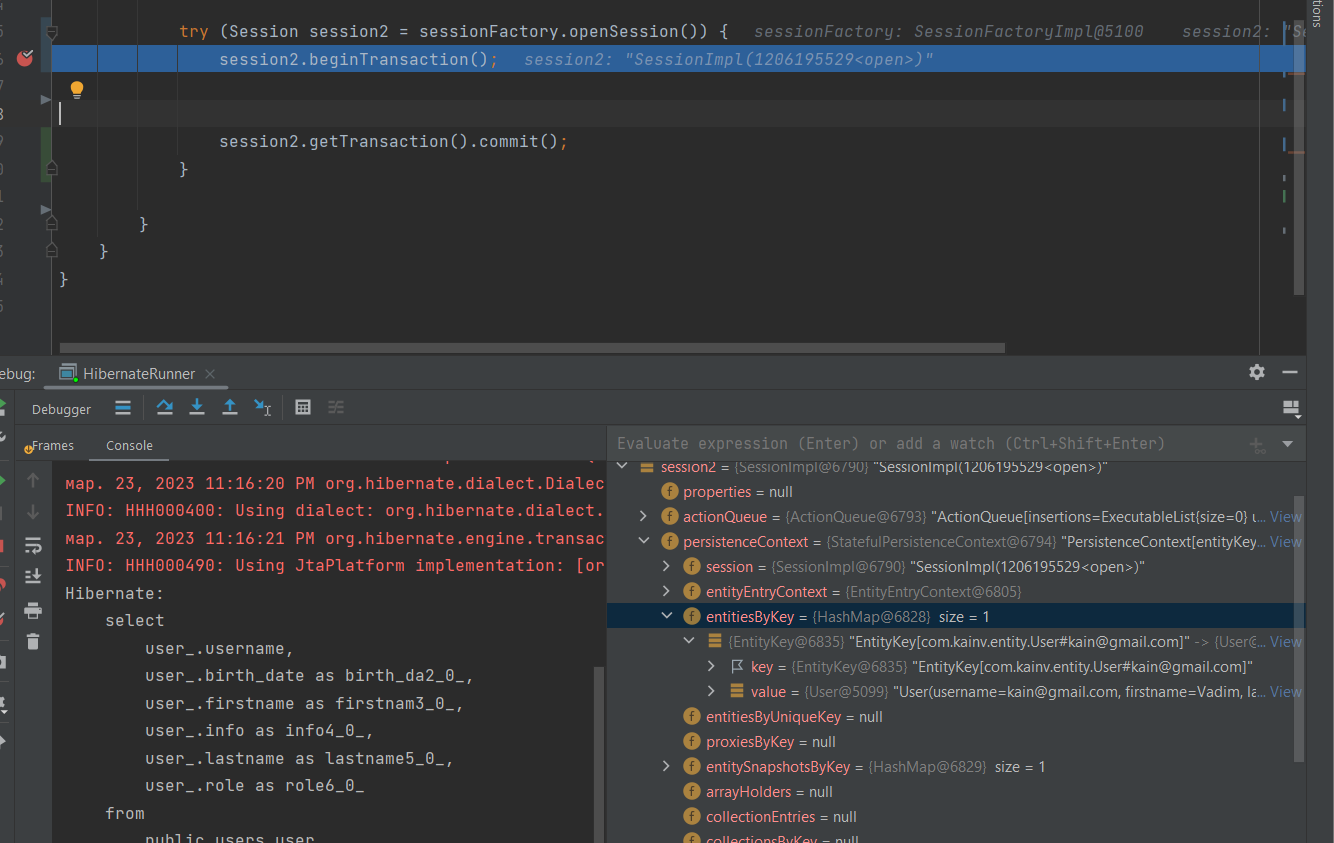 try (Session session2 = sessionFactory.openSession()) {   sessionFactory: SessionFactoryImpl@5100    session2: "Se
session2.beginTransaction();   session2: "SessionImpl(1206195529<open>)"
session2.getTransaction().commit();
}
}
}
}
tions
ebug:   HibernateRunner
Debugger
Frames   Console
Evaluate expression (Enter) or add a watch (Ctrl+Shift+Enter)
мар. 23, 2023 11:16:20 PM org.hibernate.dialect.Dialec
INFO: HHH000400: Using dialect: org.hibernate.dialect.
мар. 23, 2023 11:16:21 PM org.hibernate.engine.transac
INFO: HHH000490: Using JtaPlatform implementation: [or
Hibernate:
select
user_.username,
user_.birth_date as birth_da2_0_,
user_.firstname as firstnam3_0_,
user_.info as info4_0_,
user_.lastname as lastname5_0_,
user_.role as role6_0_
from
public.users user
session2 = {SessionImpl@6790} "SessionImpl(1206195529<open>)"
properties = null
actionQueue = {ActionQueue@6793} "ActionQueue[insertions=ExecutableList{size=0} u... View
persistenceContext = {StatefulPersistenceContext@6794} "PersistenceContext[entityKey... View
session = {SessionImpl@6790} "SessionImpl(1206195529<open>)"
entityEntryContext = {EntityEntryContext@6805}
entitiesByKey = {HashMap@6828}  size = 1
{EntityKey@6835} "EntityKey[com.kainv.entity.User#kain@gmail.com]" -> {User@... View
key = {EntityKey@6835} "EntityKey[com.kainv.entity.User#kain@gmail.com]"
value = {User@5099} "User(username=kain@gmail.com, firstname=Vadim, la... View
entitiesByUniqueKey = null
proxiesByKey = null
entitySnapshotsByKey = {HashMap@6829}  size = 1
arrayHolders = null
collectionEntries = null
collectionsByKey = null